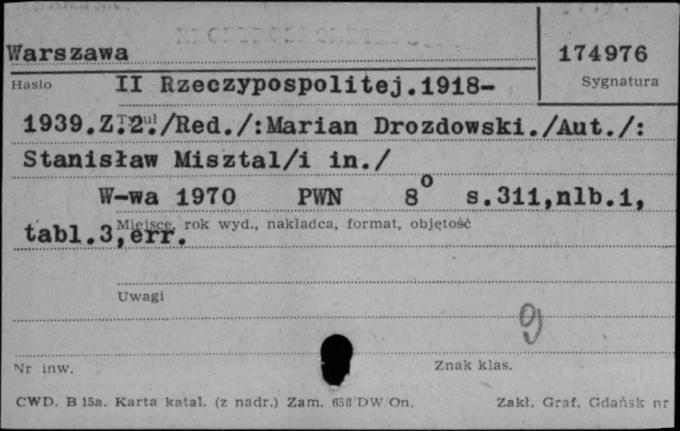 Warszawa
174976
Hasło
II Rzeczypospolitej.1918-
Sygnatura
Tytuł
1939.Z.2./Red./:Marian Drozdowski./Aut./:
Stanisław Misztal/i in./
W-wa 1970 PWN 8o s.311,nlb.1,
Miejsce, rok wyd., nakładca, format, objętość
tabl.3,err.
Uwagi
9
Nr inw.
Znak klas.
CWD. B 15a. Karta katal. (z nadr.) Zam. 658/DW/On.
Zakł. Graf. Gdańsk nr